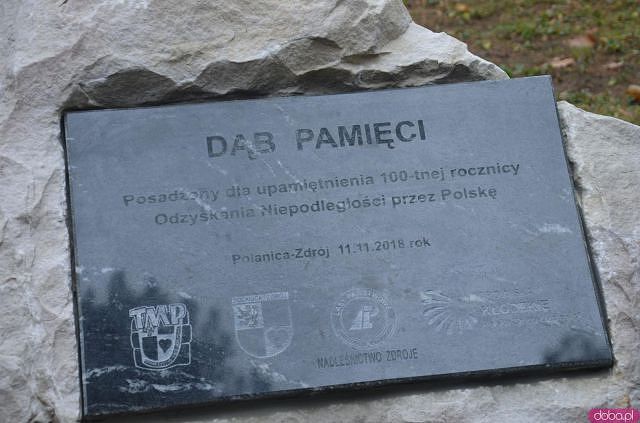 DĄB PAMIĘCI
Posadzony dla upamiętnienia 100-tnej rocznicy
Odzyskania Niepodległości przez Polskę
Polanica-Zdrój 11.11.2018 rok
TMP
NADLEŚNICTWO ZDROJE
doba.pl